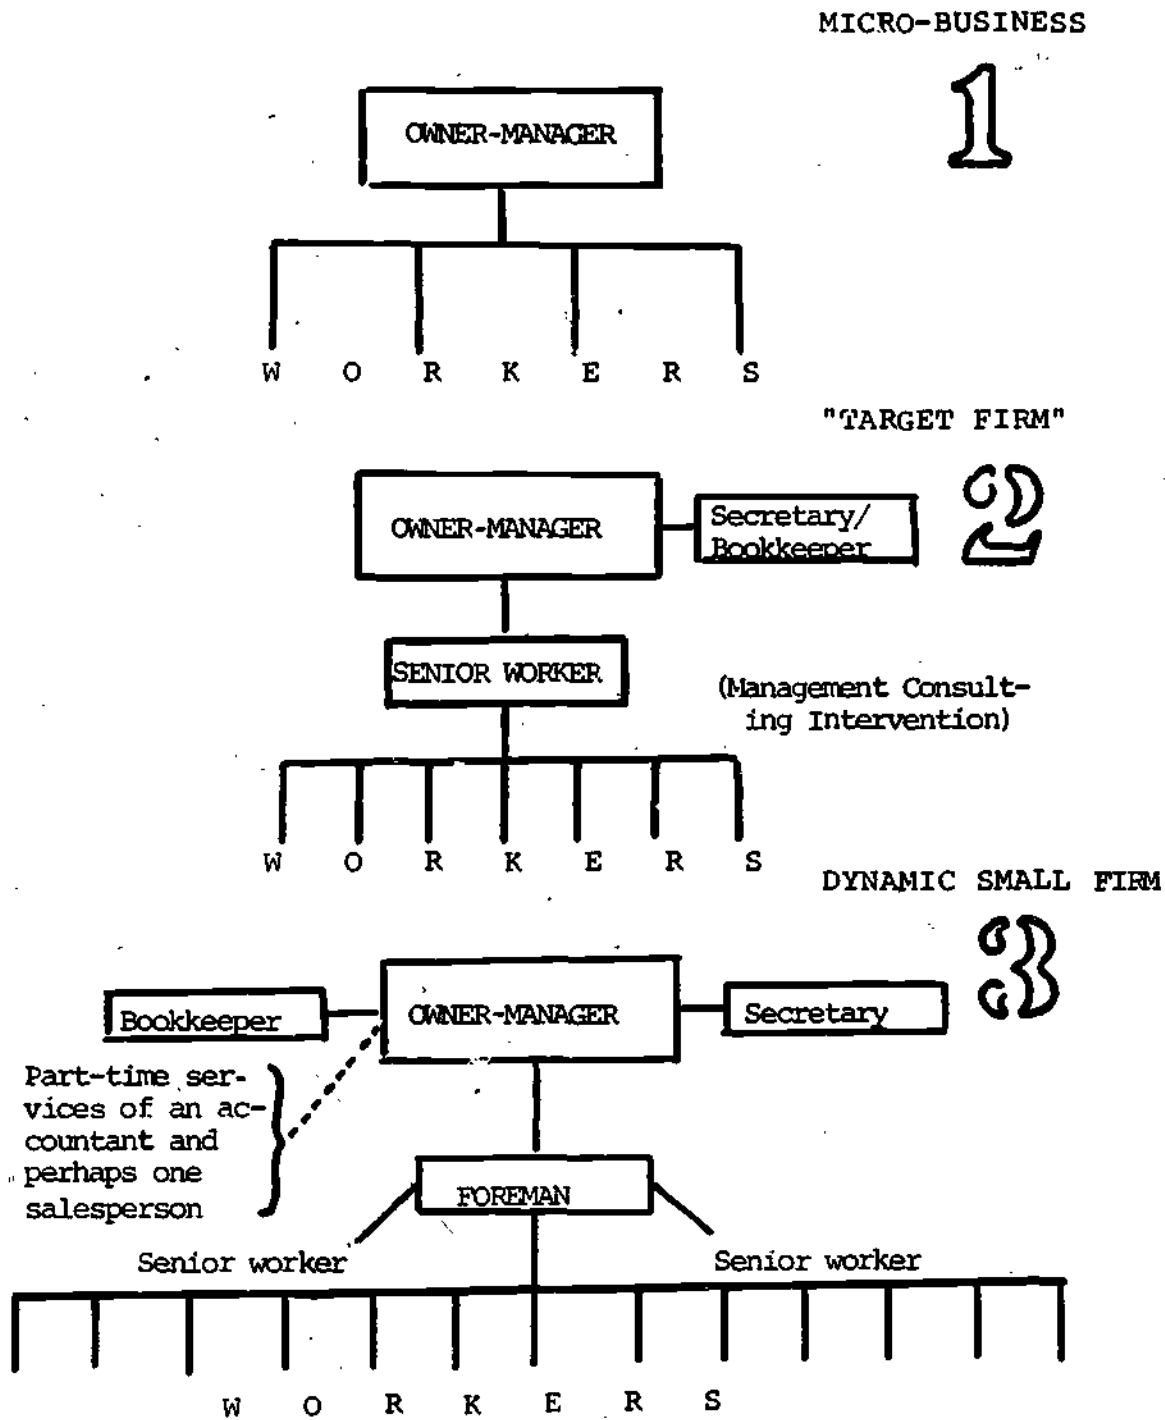 MICRO-BUSINESS
1
OWNER-MANAGER
W O R K E R S
"TARGET FIRM"
2
OWNER-MANAGER
Secretary/
Bookkeeper
SENIOR WORKER
(Management Consult-
ing Intervention)
W O R K E R S
DYNAMIC SMALL FIRM
3
Bookkeeper
OWNER-MANAGER
Secretary
Part-time ser-
vices of an ac-
countant and
perhaps one
salesperson
FOREMAN
Senior worker
Senior worker
W O R K E R S